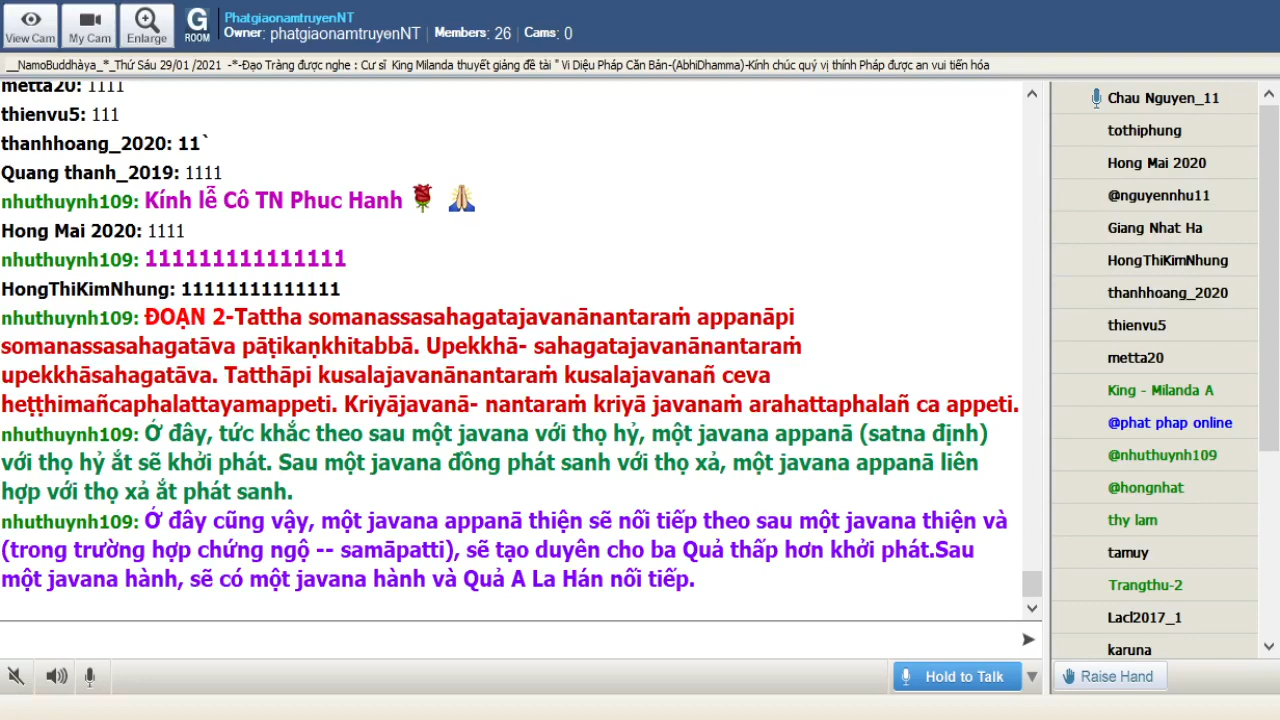 View Cam
My Cam
Enlarge
G
ROOM
PhatgiaonamtruyenNT
Owner: phatgiaonamtruyenNT | Members: 26 | Cams: 0
__NamoBuddhàya_*_Thứ Sáu 29/01 /2021 -*-Đạo Tràng được nghe : Cư sĩ King Milanda thuyết giảng đề tài " Vi Diệu Pháp Căn Bản-(AbhiDhamma)-Kính chúc quý vị thính Pháp được an vui tiến hóa
metta20: 1111
thienvu5: 111
thanhhoang_2020: 11`
Quang thanh_2019: 1111
nhuthuynh109: Kính lễ Cô TN Phuc Hanh 🌹 🙏
Hong Mai 2020: 1111
nhuthuynh109: 111111111111111
HongThiKimNhung: 11111111111111
nhuthuynh109: ĐOẠN 2-Tattha somanassasahagatajavanānantaraṁ appanāpi
somanassasahagatāva pāṭikaṇkhitabbā. Upekkhā- sahagatajavanānantaraṁ
upekkhāsahagatāva. Tatthāpi kusalajavanānantaraṁ kusalajavanañ ceva
heṭṭhimañcaphalattayamappeti. Kriyājavanā- nantaraṁ kriyā javanaṁ arahattaphalañ ca appeti.
nhuthuynh109: Ở đây, tức khắc theo sau một javana với thọ hỷ, một javana appanā (satna định)
với thọ hỷ ắt sẽ khởi phát. Sau một javana đồng phát sanh với thọ xả, một javana appanā liên
hợp với thọ xả ắt phát sanh.
nhuthuynh109: Ở đây cũng vậy, một javana appanā thiện sẽ nối tiếp theo sau một javana thiện và
(trong trường hợp chứng ngộ -- samāpatti), sẽ tạo duyên cho ba Quả thấp hơn khởi phát.Sau
một javana hành, sẽ có một javana hành và Quả A La Hán nối tiếp.
Hold to Talk
Chau Nguyen_11
tothiphung
Hong Mai 2020
@nguyennhu11
Giang Nhat Ha
HongThiKimNhung
thanhhoang_2020
thienvu5
metta20
King - Milanda A
@phat phap online
@nhuthuynh109
@hongnhat
thy lam
tamuy
Trangthu-2
Lacl2017_1
karuna
Raise Hand